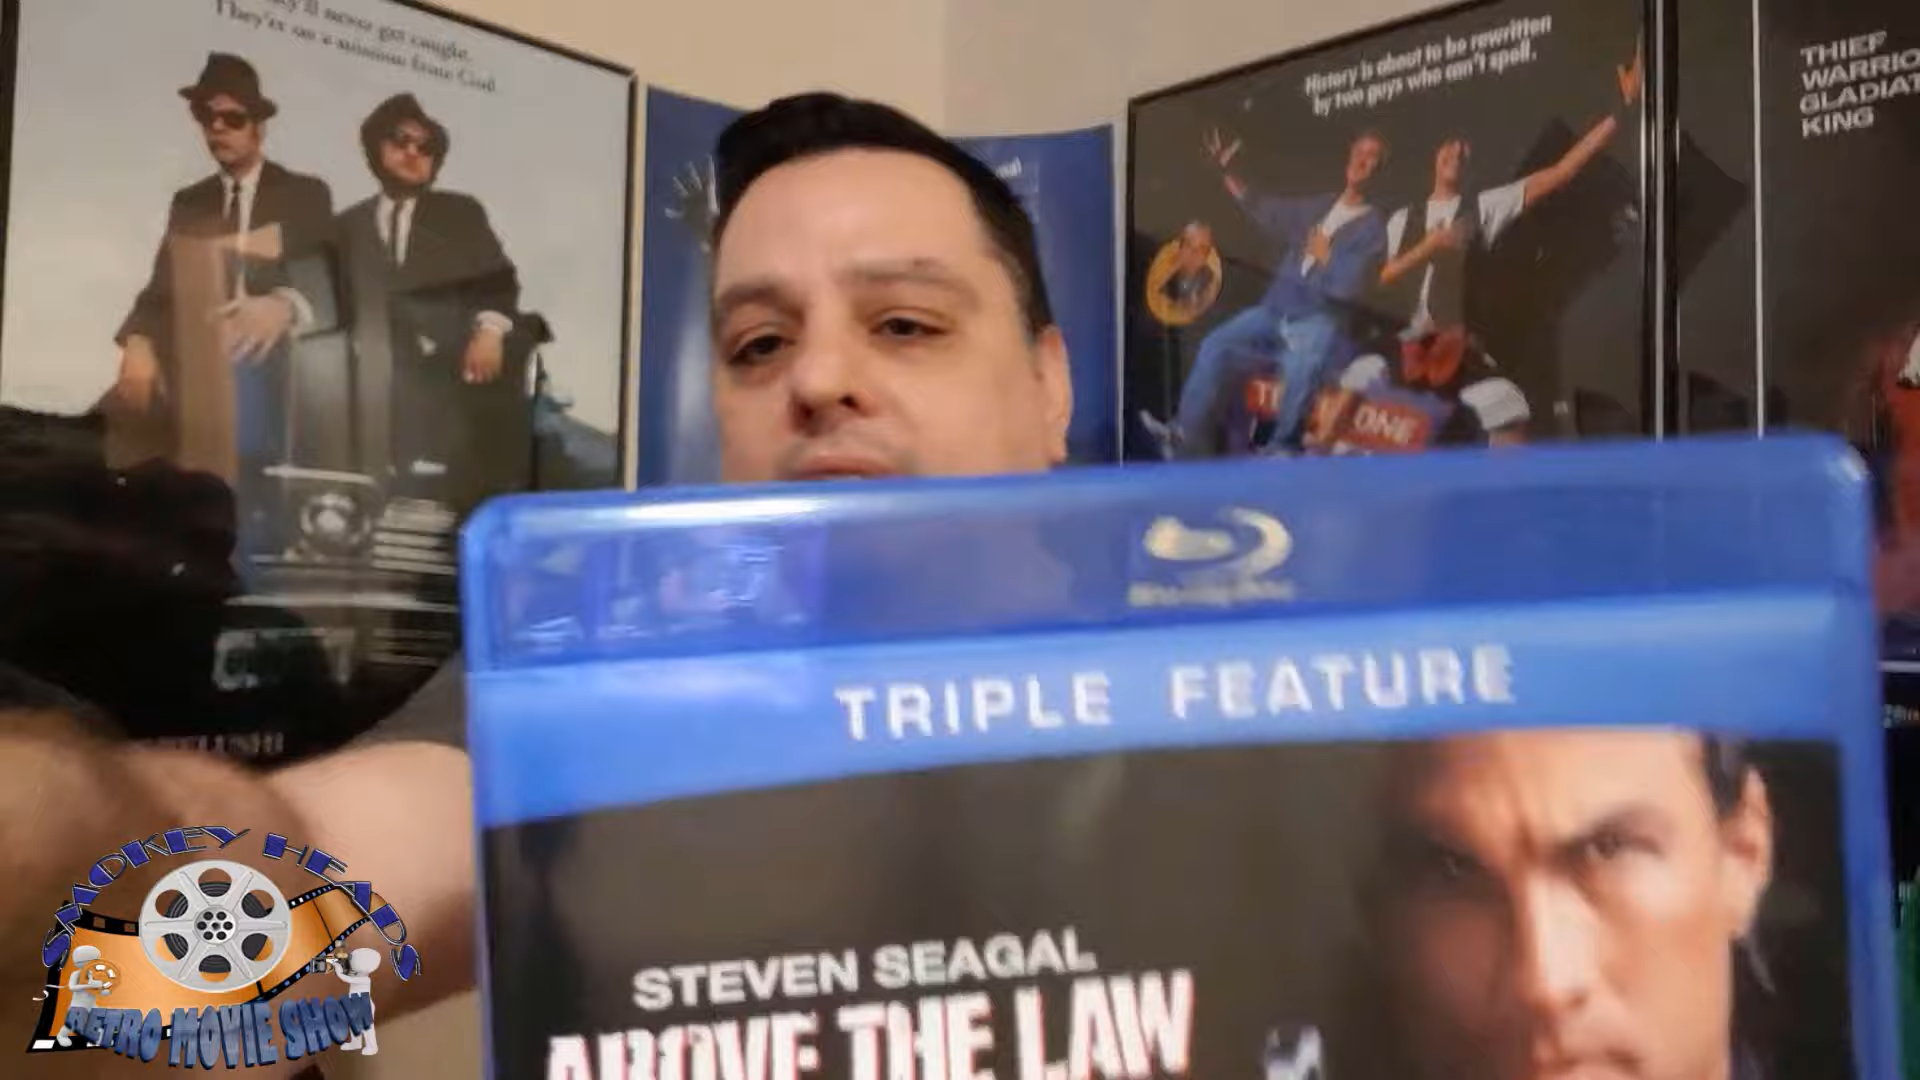 They'll never get caught.
They're on a mission from God.
History is about to be rewritten
by two guys who can't spell.
THIEF
WARRIO
GLADIAT
KING
TRIPLE FEATURE
STEVEN SEAGAL
ABOVE THE LAW
SMOKEY HEADS
RETRO MOVIE SHOW